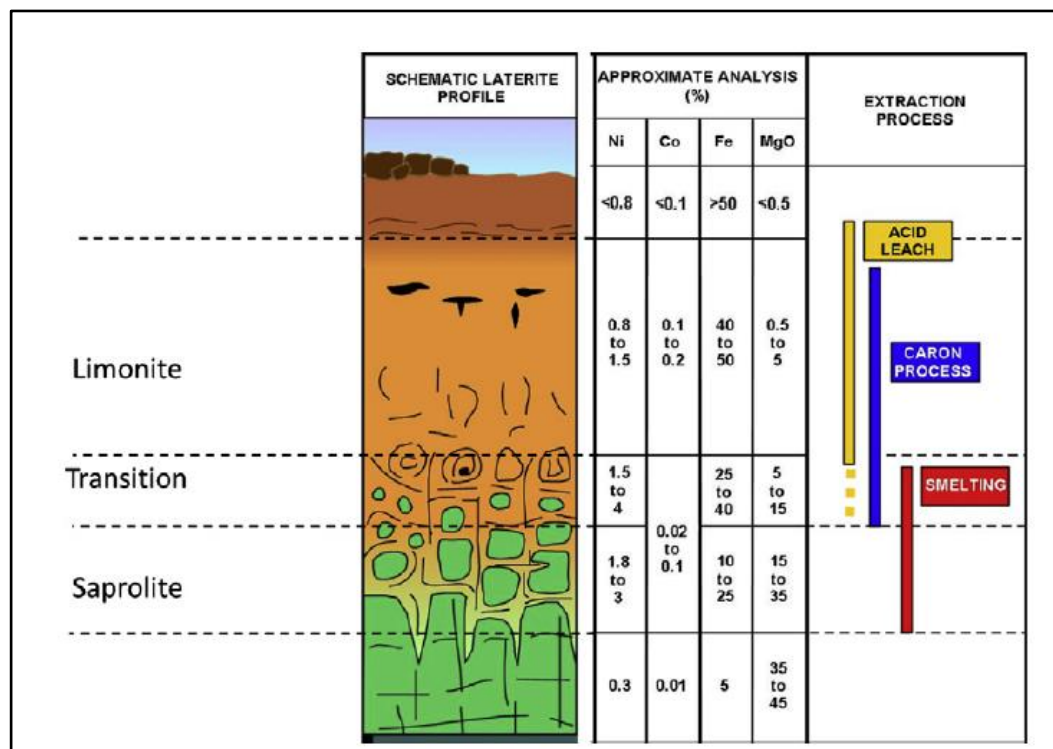 SCHEMATIC LATERITE
PROFILE
APPROXIMATE ANALYSIS
(%)
EXTRACTION
PROCESS
Ni
Co
Fe
MgO
<0.8
<0.1
>50
<0.5
Limonite
0.8
to
1.5
0.1
to
0.2
40
to
50
0.5
to
5
ACID
LEACH
CARON
PROCESS
Transition
1.5
to
4
0.02
to
0.1
25
to
40
5
to
15
SMELTING
Saprolite
1.8
to
3
10
to
25
15
to
35
0.3
0.01
5
35
to
45